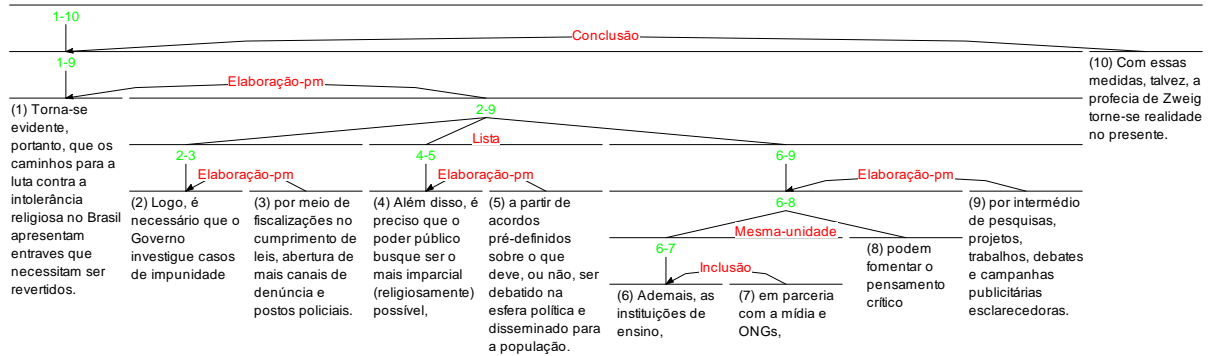 1-10
Conclusão
1-9
(10) Com essas
medidas, talvez, a
profecia de Zweig
torne-se realidade
no presente.
Elaboração-pm
(1) Torna-se
evidente,
portanto, que os
caminhos para a
luta contra a
intolerância
religiosa no Brasil
apresentam
entraves que
necessitam ser
revertidos.
2-9
Lista
2-3
4-5
6-9
Elaboração-pm
Elaboração-pm
Elaboração-pm
(2) Logo, é
necessário que o
Governo
investigue casos
de impunidade
(3) por meio de
fiscalizações no
cumprimento de
leis, abertura de
mais canais de
denúncia e
postos policiais.
(4) Além disso, é
preciso que o
poder público
busque ser o
mais imparcial
(religiosamente)
possível,
(5) a partir de
acordos
pré-definidos
sobre o que
deve, ou não, ser
debatido na
esfera política e
disseminado para
a população.
6-8
Mesma-unidade
6-7
Inclusão
(6) Ademais, as
instituições de
ensino,
(7) em parceria
com a mídia e
ONGs,
(8) podem
fomentar o
pensamento
crítico
(9) por intermédio
de pesquisas,
projetos,
trabalhos, debates
e campanhas
publicitárias
esclarecedoras.